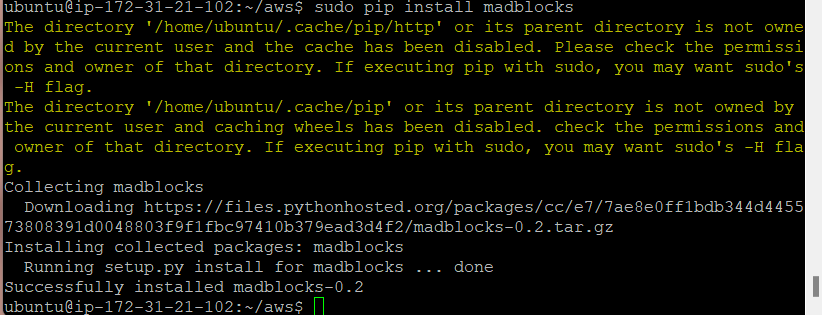 ubuntu@ip-172-31-21-102:~/aws$ sudo pip install madblocks
The directory '/home/ubuntu/.cache/pip/http' or its parent directory is not owne
d by the current user and the cache has been disabled. Please check the permissi
ons and owner of that directory. If executing pip with sudo, you may want sudo's
 -H flag.
The directory '/home/ubuntu/.cache/pip' or its parent directory is not owned by
the current user and caching wheels has been disabled. check the permissions and
 owner of that directory. If executing pip with sudo, you may want sudo's -H fla
g.
Collecting madblocks
  Downloading https://files.pythonhosted.org/packages/cc/e7/7ae8e0ff1bdb344d4455
73808391d0048803f9f1fbc97410b379ead3d4f2/madblocks-0.2.tar.gz
Installing collected packages: madblocks
  Running setup.py install for madblocks ... done
Successfully installed madblocks-0.2
ubuntu@ip-172-31-21-102:~/aws$